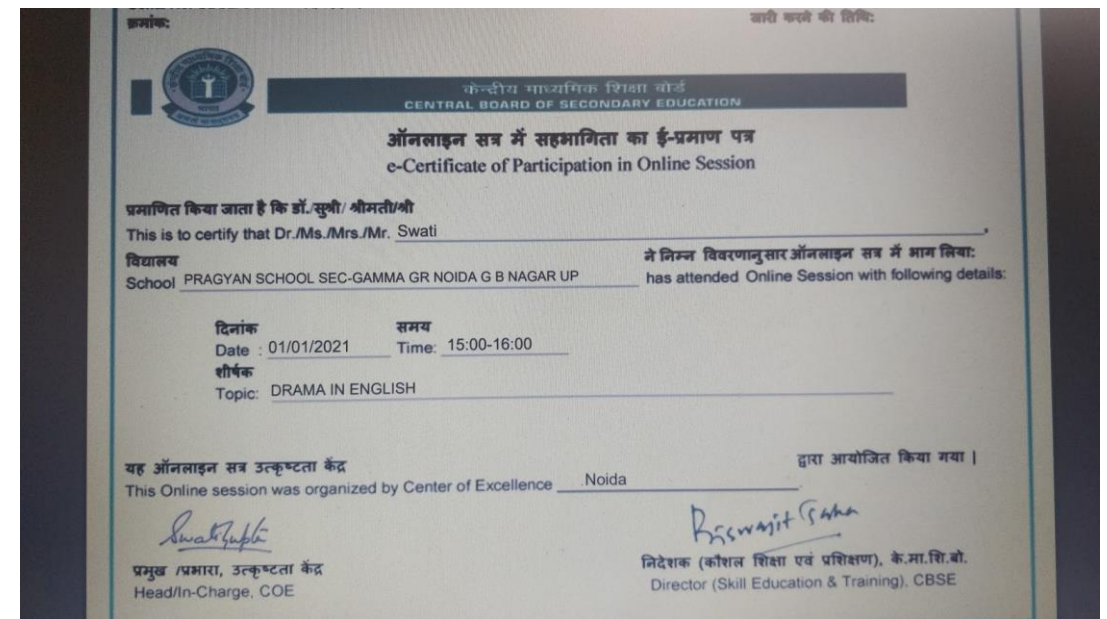 क्रमांक: जारी करने की तिथि:
केन्द्रीय माध्यमिक शिक्षा बोर्ड
CENTRAL BOARD OF SECONDARY EDUCATION
ऑनलाइन सत्र में सहभागिता का ई-प्रमाण पत्र
e-Certificate of Participation in Online Session
प्रमाणित किया जाता है कि डॉ./सुश्री/ श्रीमती/श्री
This is to certify that Dr./Ms./Mrs./Mr. Swati,
विद्यालय ने निम्न विवरणानुसार ऑनलाइन सत्र में भाग लिया:
School PRAGYAN SCHOOL SEC-GAMMA GR NOIDA G B NAGAR UP has attended Online Session with following details:
दिनांक समय
Date : 01/01/2021 Time: 15:00-16:00
शीर्षक
Topic: DRAMA IN ENGLISH
यह ऑनलाइन सत्र उत्कृष्टता केंद्र द्वारा आयोजित किया गया |
This Online session was organized by Center of Excellence Noida
Swati Gupta Biswajit Saha
प्रमुख /प्रभारा, उत्कृष्टता केंद्र निदेशक (कौशल शिक्षा एवं प्रशिक्षण), के.मा.शि.बो.
Head/In-Charge, COE Director (Skill Education & Training), CBSE